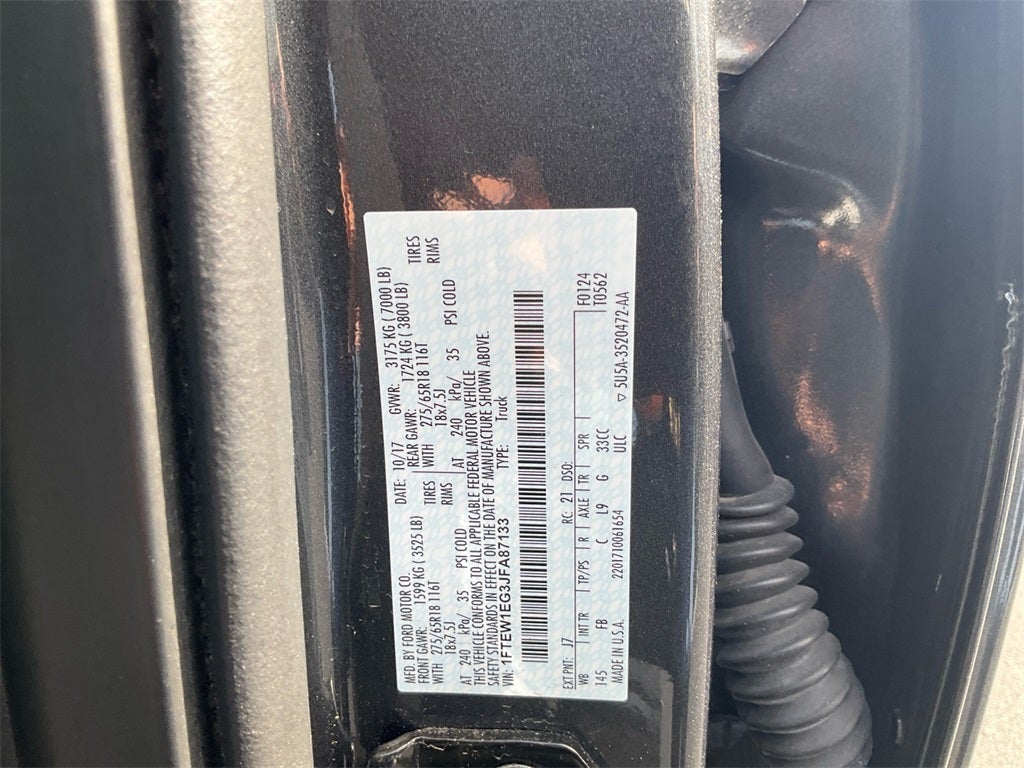 MFD. BY FORD MOTOR CO. DATE: 10/17 GVWR: 3175 KG ( 7000 LB)
FRONT GAWR: 1599 KG ( 3525 LB) REAR GAWR: 1724 KG ( 3800 LB)
WITH 275/65R18 116T TIRES WITH 275/65R18 116T TIRES
18x7.5J RIMS 18x7.5J RIMS
AT 240 kPa/ 35 PSI COLD AT 240 kPa/ 35 PSI COLD
THIS VEHICLE CONFORMS TO ALL APPLICABLE FEDERAL MOTOR VEHICLE
SAFETY STANDARDS IN EFFECT ON THE DATE OF MANUFACTURE SHOWN ABOVE.
VIN: 1FTEW1EG3JFA87133 TYPE: Truck
EXT PNT: J7 RC: 21 DSO: F0124
WB INT TR TP/PS R AXLE TR SPR T0562
145 FB C L9 G 33CC
MADE IN U.S.A. 2201710061654 ULC ▽ 5U5A-3520472-AA